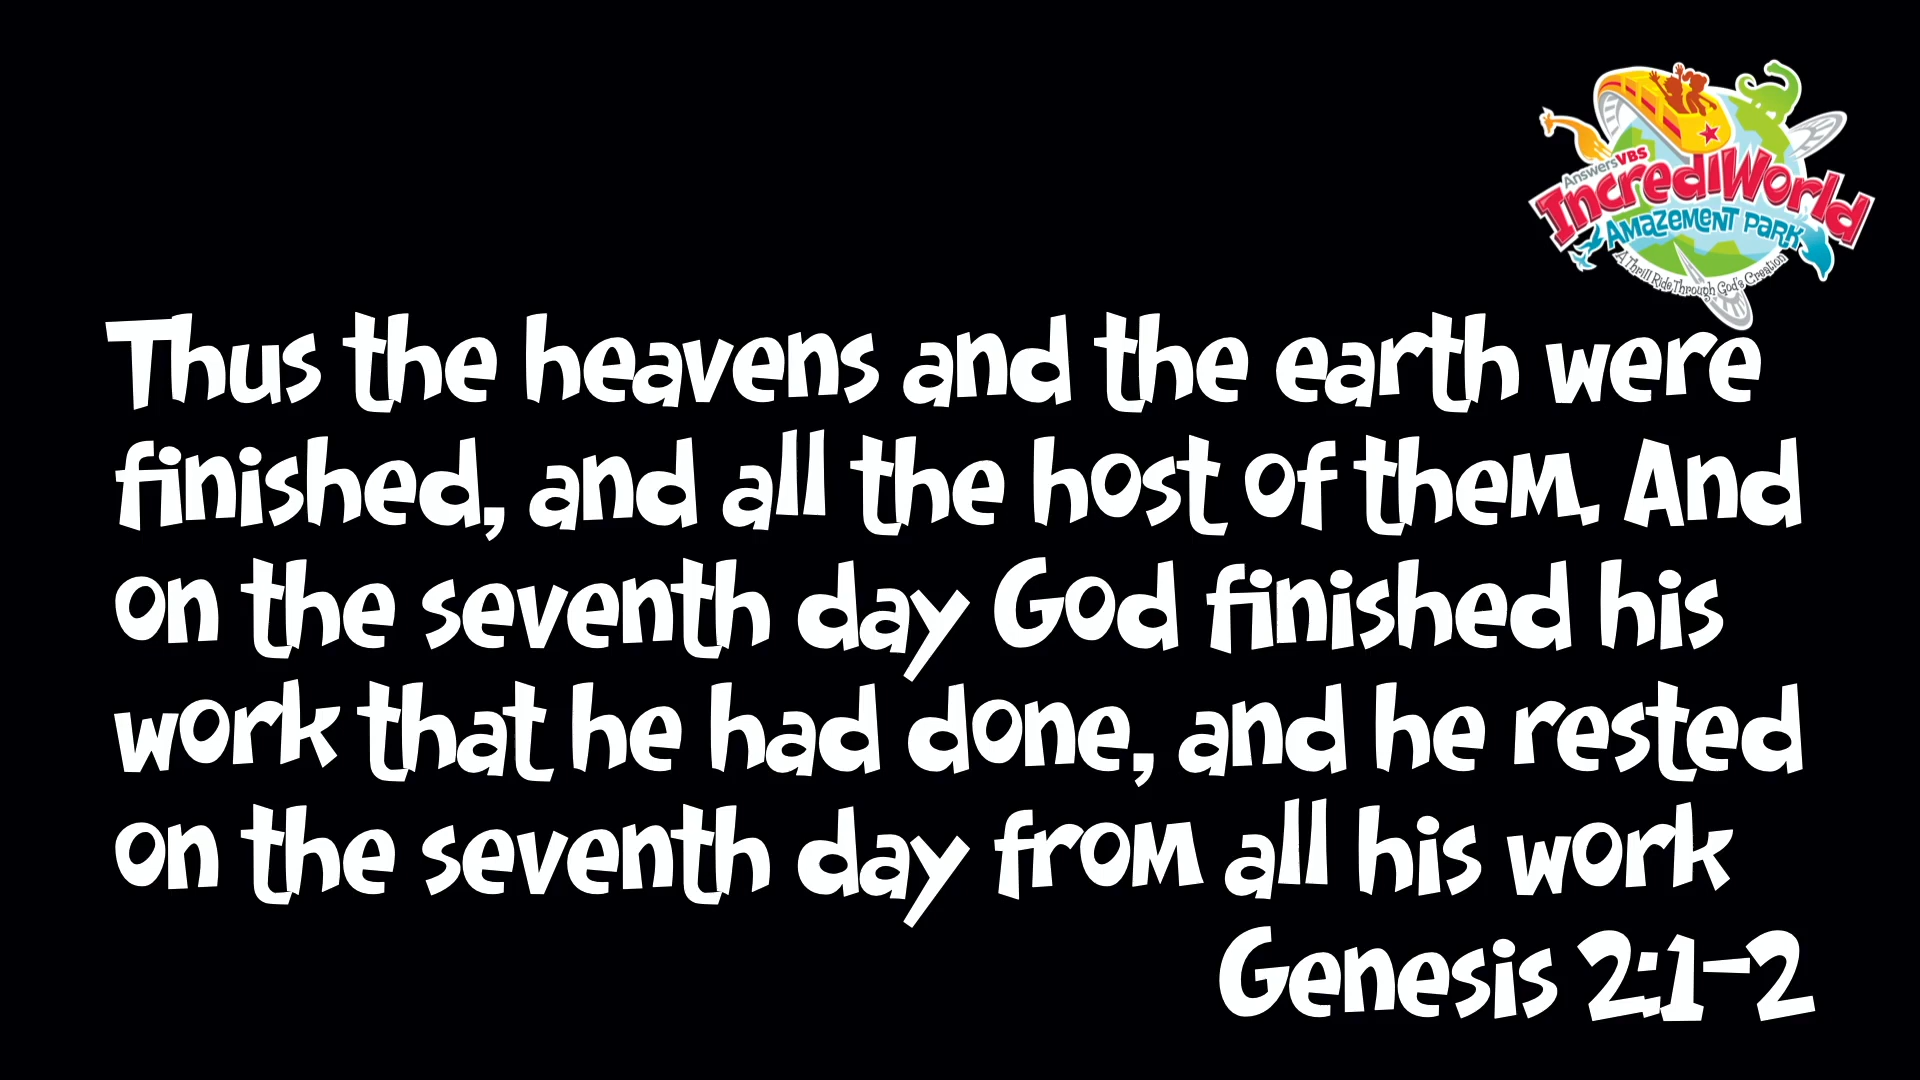 AnswersVBS
IncrediWorld
Amazement Park
A Thrill Ride Through God's Creation
Thus the heavens and the earth were
finished, and all the host of them. And
on the seventh day God finished his
work that he had done, and he rested
on the seventh day from all his work
Genesis 2:1-2